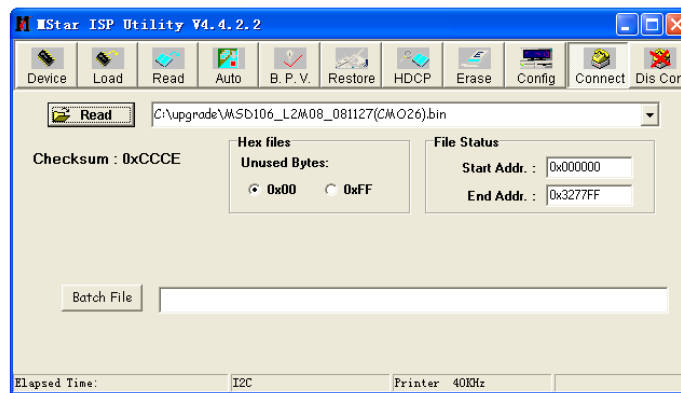 MStar ISP Utility V4.4.2.2
Device Load Read Auto B. P. V. Restore HDCP Erase Config Connect Dis Con
Read C:\upgrade\MSD106_L2M08_081127(CMO26).bin
Checksum : 0xCCCE
Hex files
Unused Bytes:
0x00 0xFF
File Status
Start Addr. : 0x000000
End Addr. : 0x3277FF
Batch File
Elapsed Time: I2C Printer 40KHz